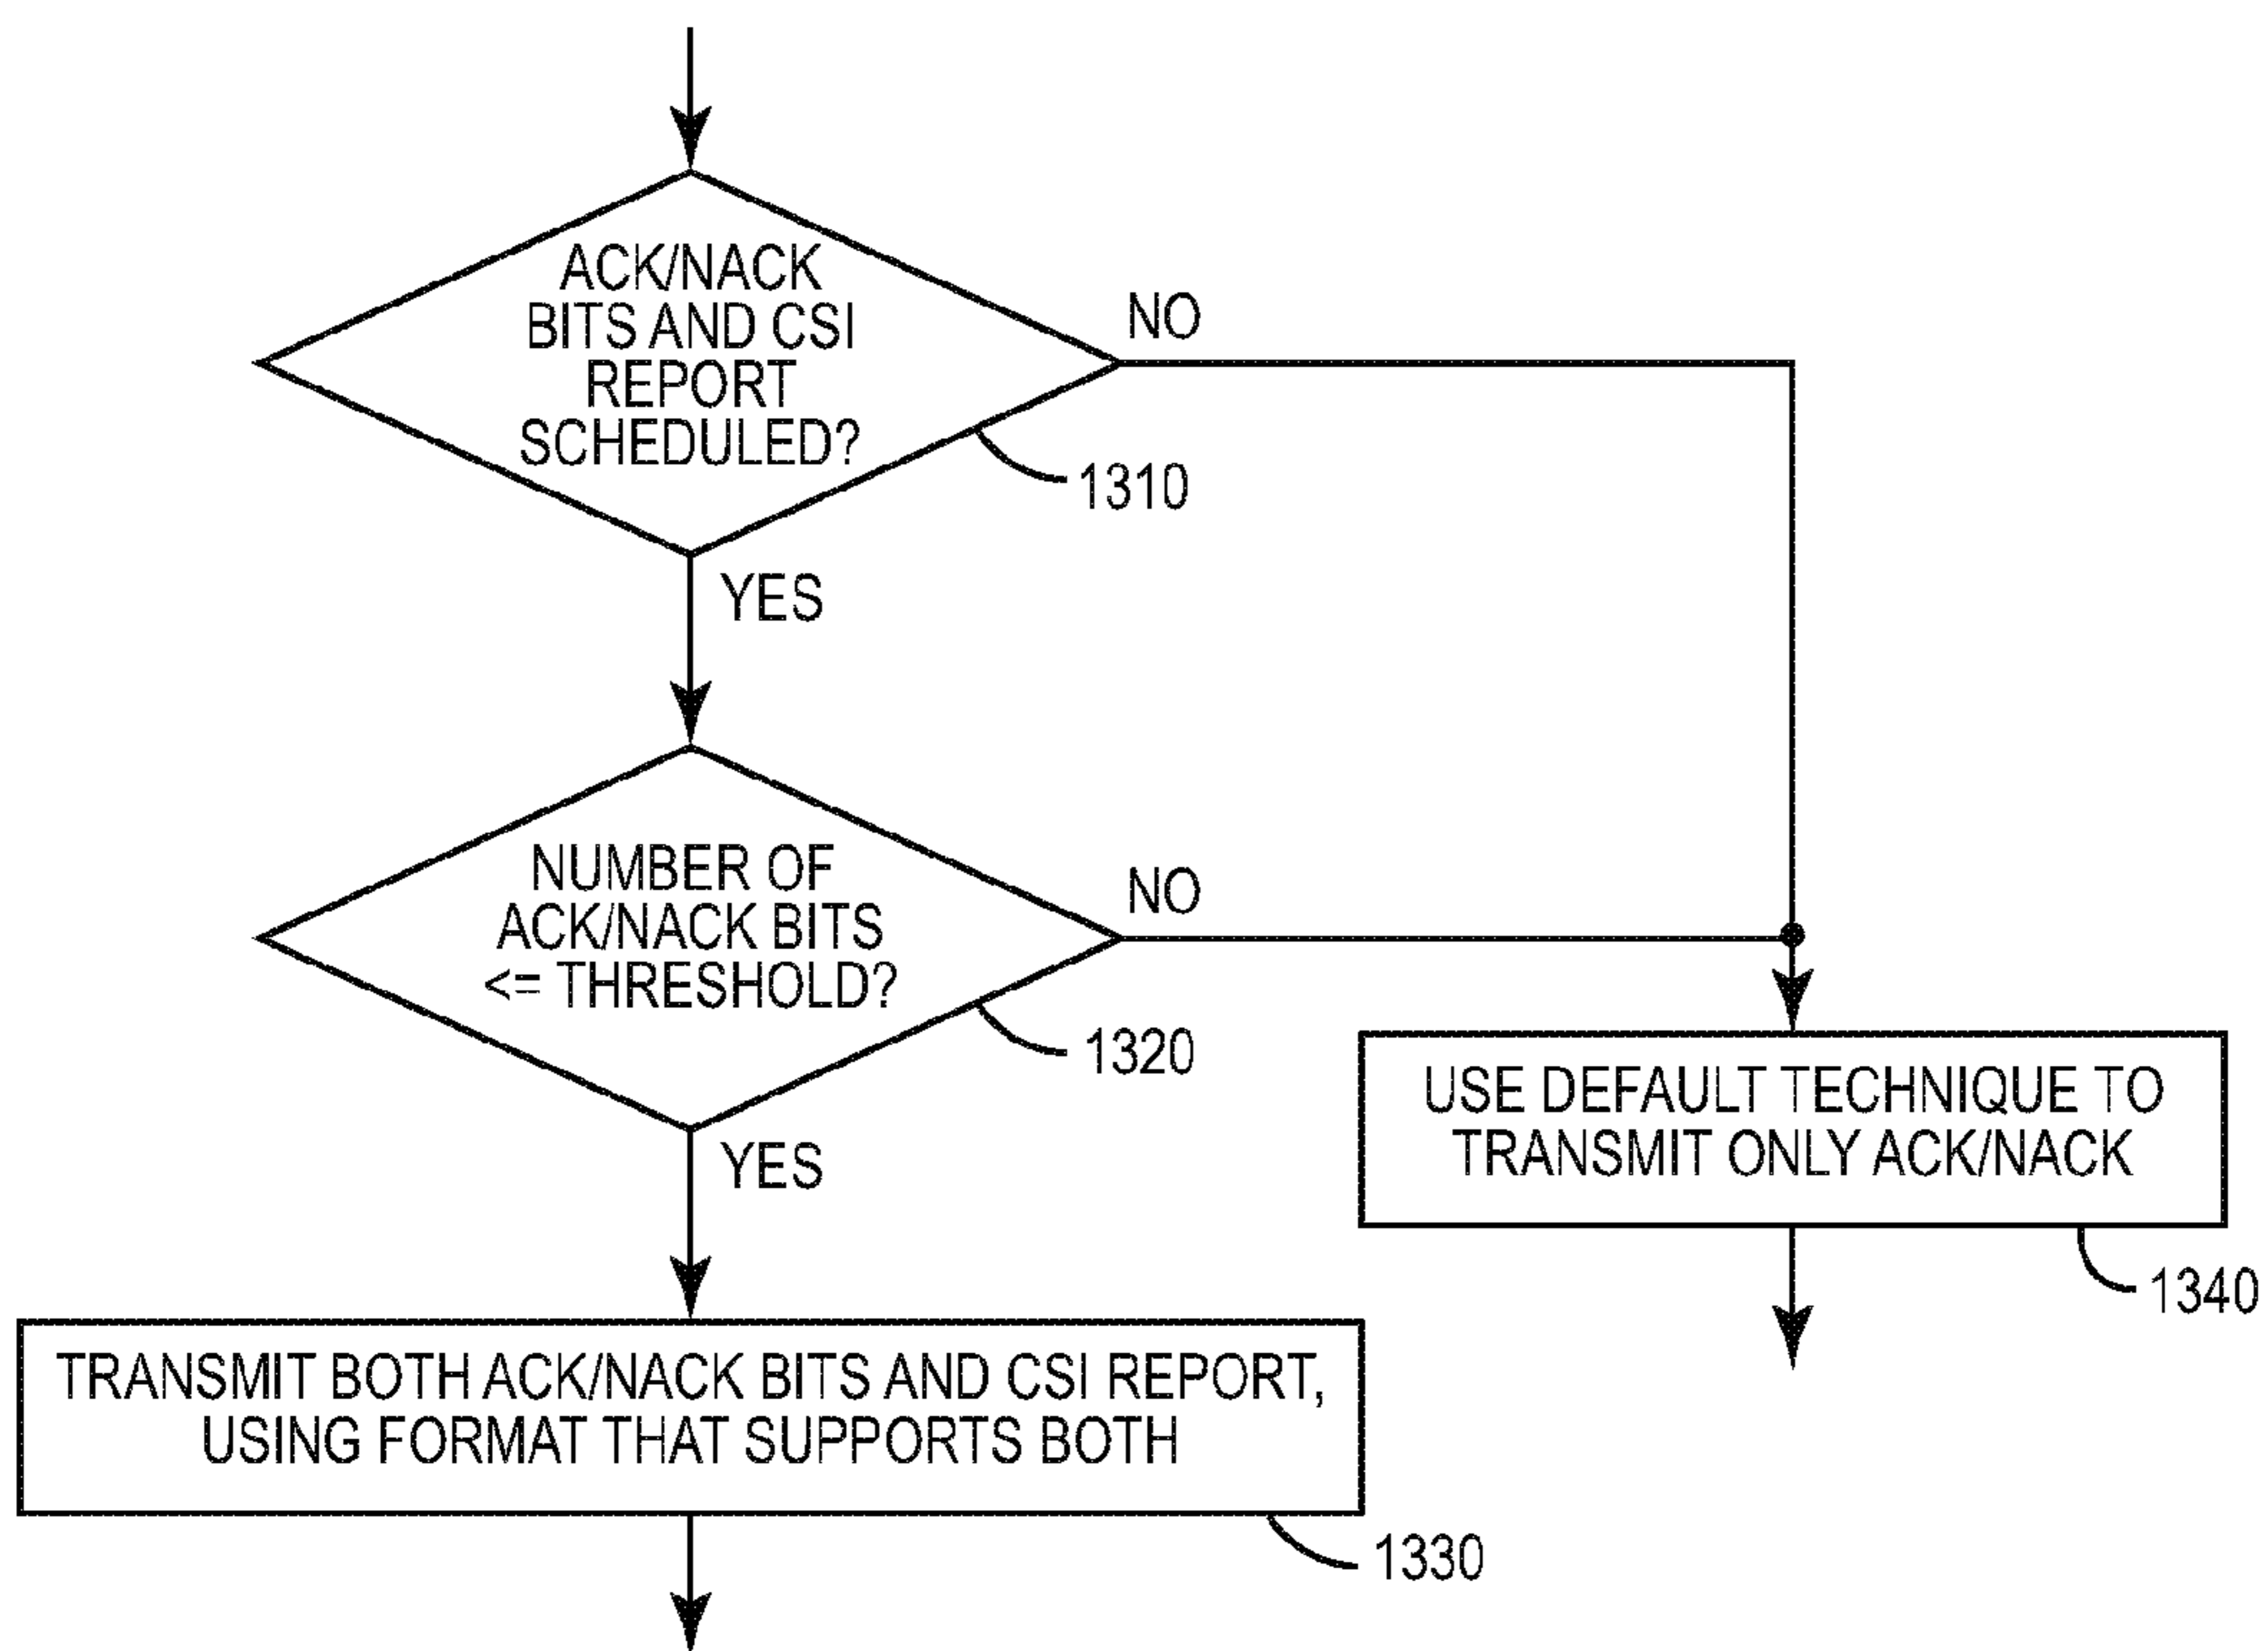 ACK/NACK
BITS AND CSI
REPORT
SCHEDULED?
NO
1310
YES
NUMBER OF
ACK/NACK BITS
<= THRESHOLD?
NO
1320
YES
USE DEFAULT TECHNIQUE TO
TRANSMIT ONLY ACK/NACK
1340
TRANSMIT BOTH ACK/NACK BITS AND CSI REPORT,
USING FORMAT THAT SUPPORTS BOTH
1330